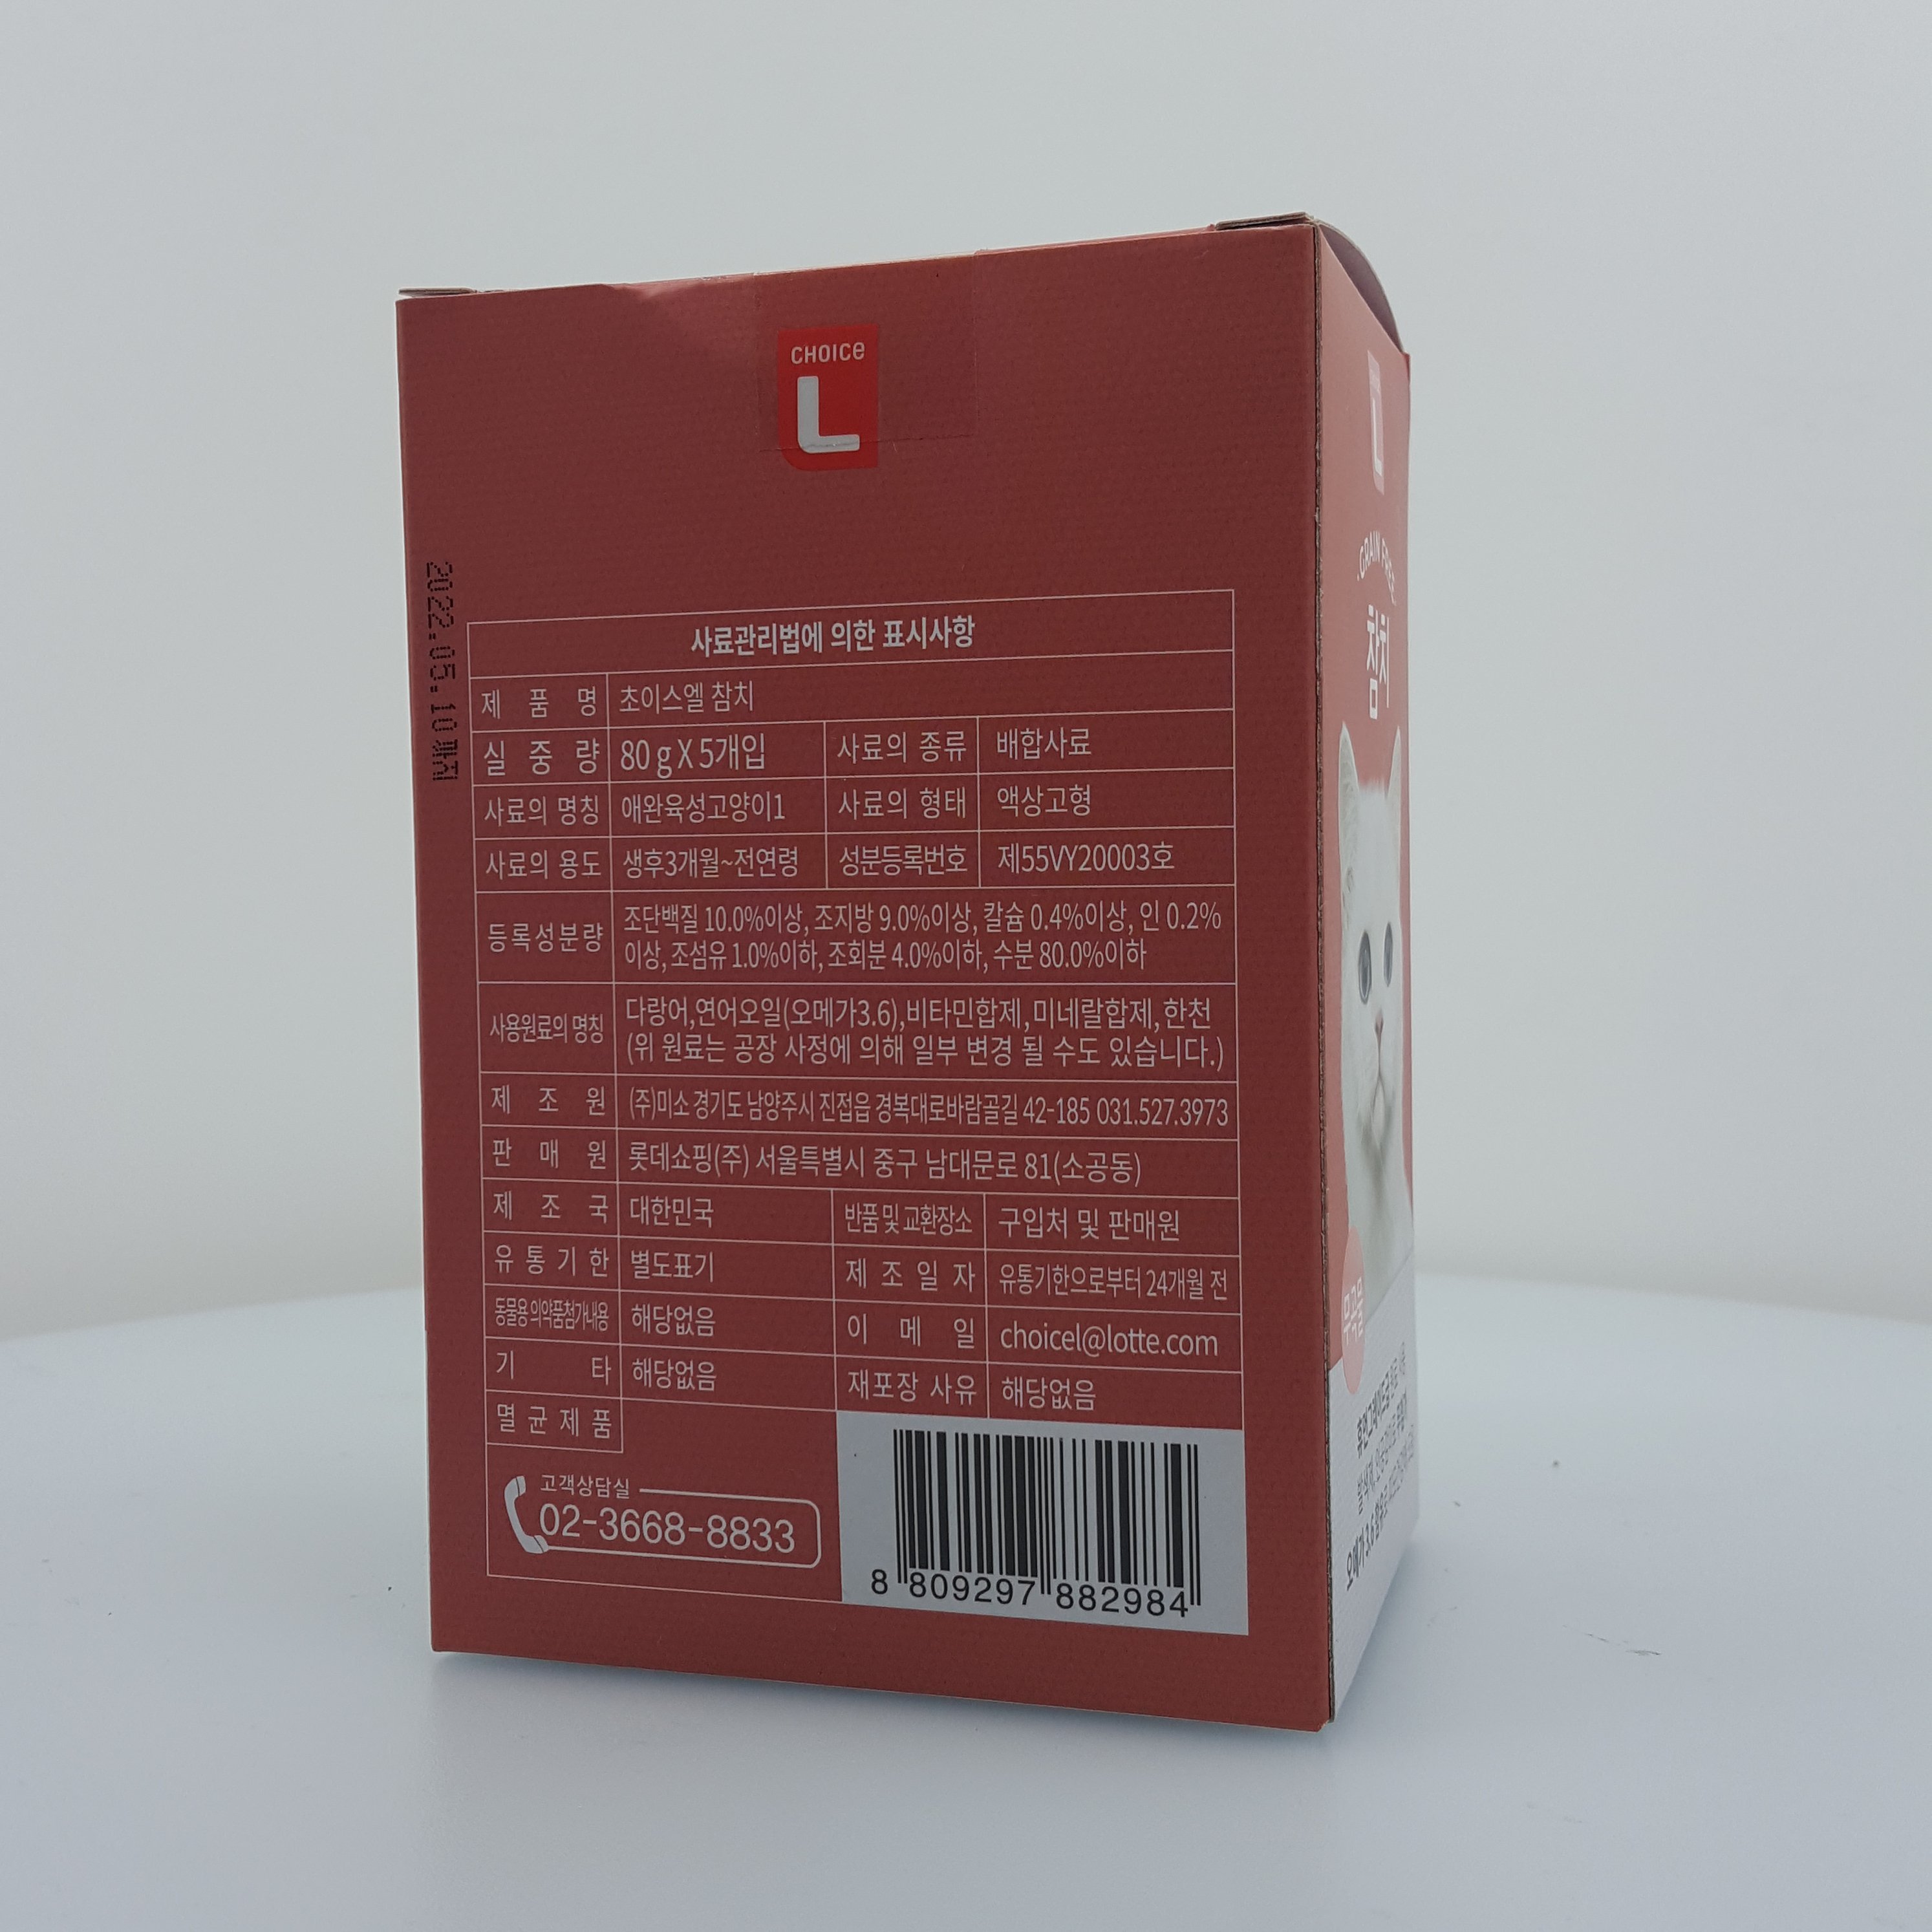 CHOICE
L
2022.05.10까지
사료관리법에 의한 표시사항
제 품 명 초이스엘 참치
실 중 량 80 g X 5개입 사료의 종류 배합사료
사료의 명칭 애완육성고양이1 사료의 형태 액상고형
사료의 용도 생후3개월~전연령 성분등록번호 제55VY20003호
등록성분량 조단백질 10.0%이상, 조지방 9.0%이상, 칼슘 0.4%이상, 인 0.2%
이상, 조섬유 1.0%이하, 조회분 4.0%이하, 수분 80.0%이하
사용원료의 명칭 다랑어,연어오일(오메가3.6),비타민합제,미네랄합제,한천
(위 원료는 공장 사정에 의해 일부 변경 될 수도 있습니다.)
제 조 원 (주)미소 경기도 남양주시 진접읍 경복대로바람골길 42-185 031.527.3973
판 매 원 롯데쇼핑(주) 서울특별시 중구 남대문로 81(소공동)
제 조 국 대한민국 반품 및 교환장소 구입처 및 판매원
유 통 기 한 별도표기 제 조 일 자 유통기한으로부터 24개월 전
동물용 의약품첨가내용 해당없음 이 메 일 choicel@lotte.com
기 타 해당없음 재포장 사유 해당없음
멸 균 제 품
고객상담실
02-3668-8833
8 809297 882984
L
GRAIN FREE
참치
무곡물